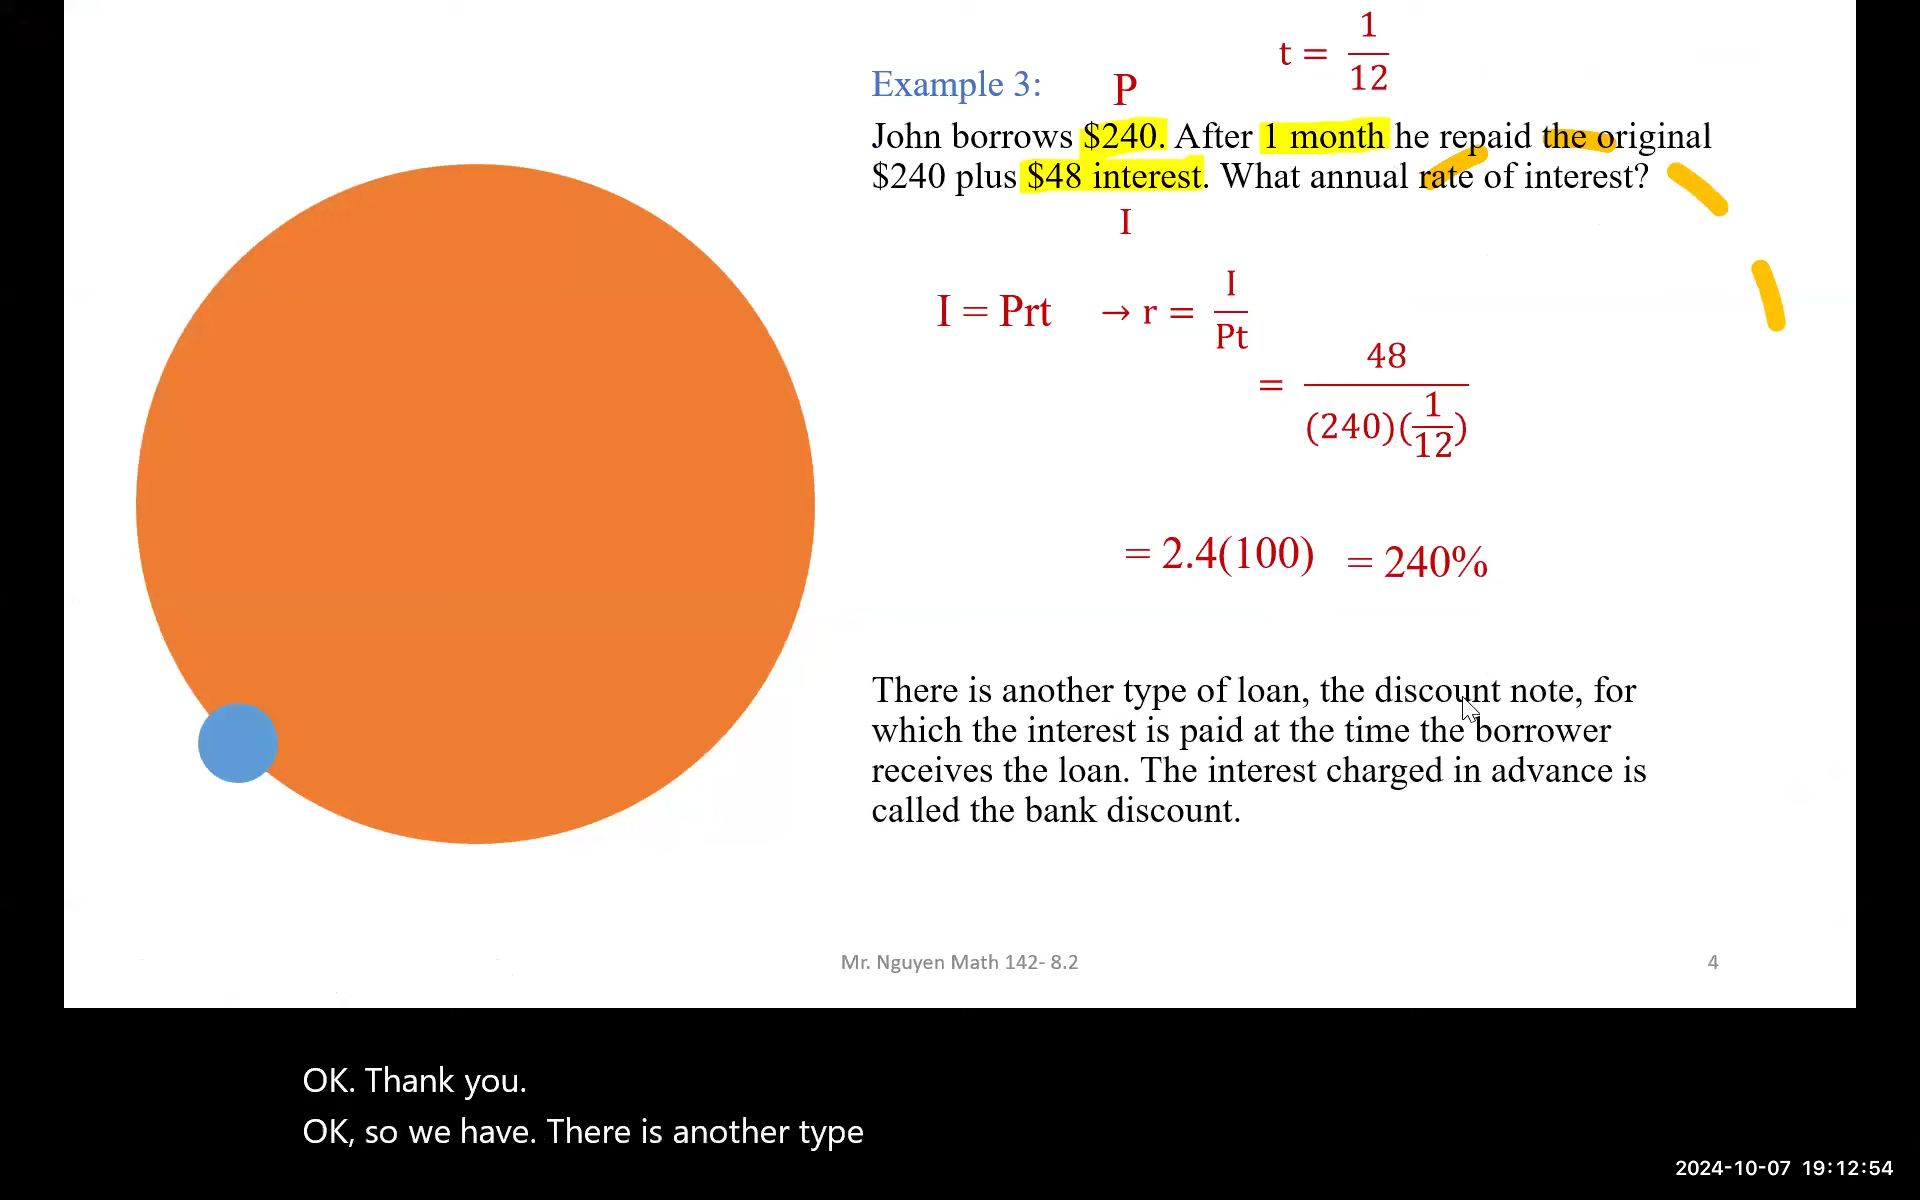 t = 1/12
Example 3:
P
John borrows $240. After 1 month he repaid the original
$240 plus $48 interest. What annual rate of interest?
I
I = Prt → r = I/Pt
= 48/(240)(1/12)
= 2.4(100) = 240%
There is another type of loan, the discount note, for
which the interest is paid at the time the borrower
receives the loan. The interest charged in advance is
called the bank discount.
Mr. Nguyen Math 142- 8.2
4
OK. Thank you.
OK, so we have. There is another type
2024-10-07 19:12:54